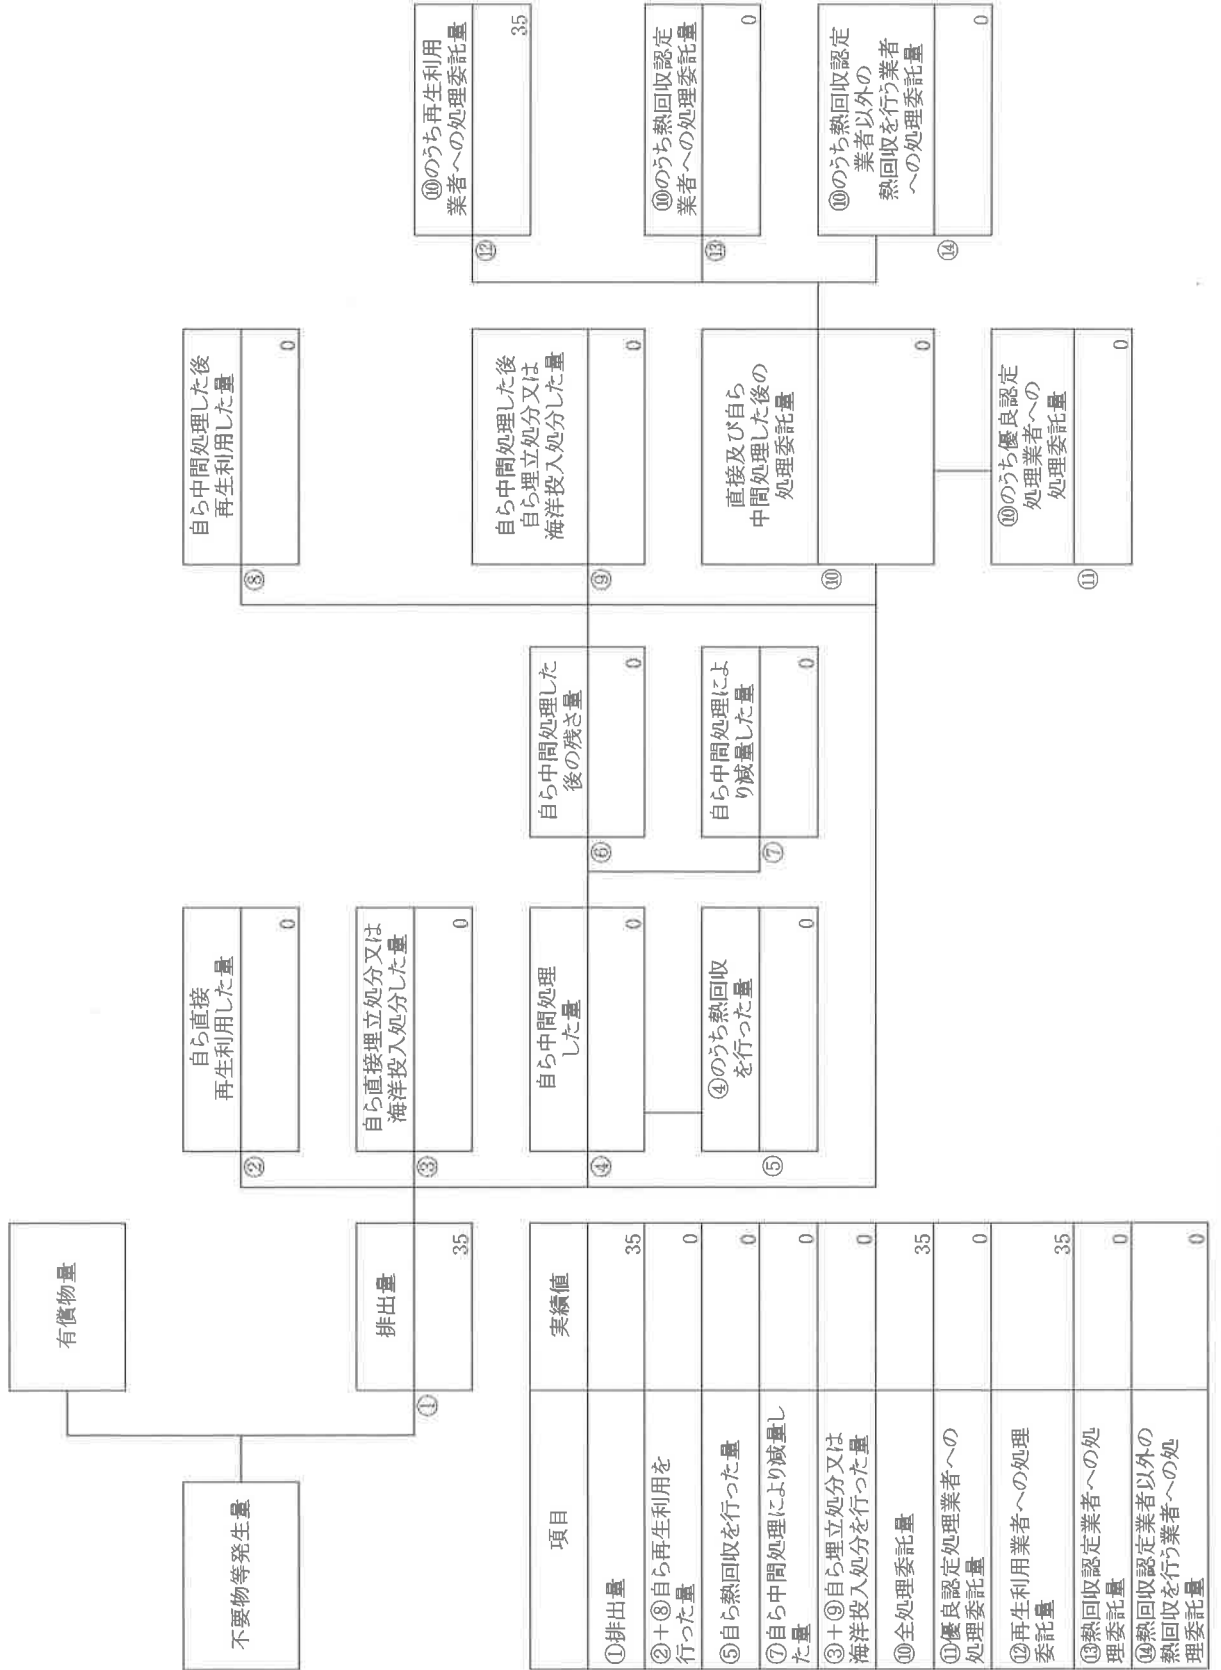 不要物等発生量
有償物量
①
排出量
35
②
自ら直接
再生利用した量
0
③
自ら直接埋立処分又は
海洋投入処分した量
0
④
自ら中間処理
した量
0
⑤
④のうち熱回収
を行った量
0
⑥
自ら中間処理した
後の残さ量
0
⑦
自ら中間処理によ
り減量した量
0
⑧
自ら中間処理した後
再生利用した量
0
⑨
自ら中間処理した後
自ら埋立処分又は
海洋投入処分した量
0
⑩
直接及び自ら
中間処理した後の
処理委託量
0
⑪
⑩のうち優良認定
処理業者への
処理委託量
0
⑫
⑩のうち再生利用
業者への処理委託量
35
⑬
⑩のうち熱回収認定
業者への処理委託量
0
⑭
⑩のうち熱回収認定
業者以外の
熱回収を行う業者
への処理委託量
0
項目 実績値
①排出量 35
②+⑧自ら再生利用を
行った量 0
⑤自ら熱回収を行った量 0
⑦自ら中間処理により減量し
た量 0
③+⑨自ら埋立処分又は
海洋投入処分を行った量 0
⑩全処理委託量 35
⑪優良認定処理業者への
処理委託量 0
⑫再生利用業者への処理
委託量 35
⑬熱回収認定業者への処
理委託量 0
⑭熱回収認定業者以外の
熱回収を行う業者への処
理委託量 0